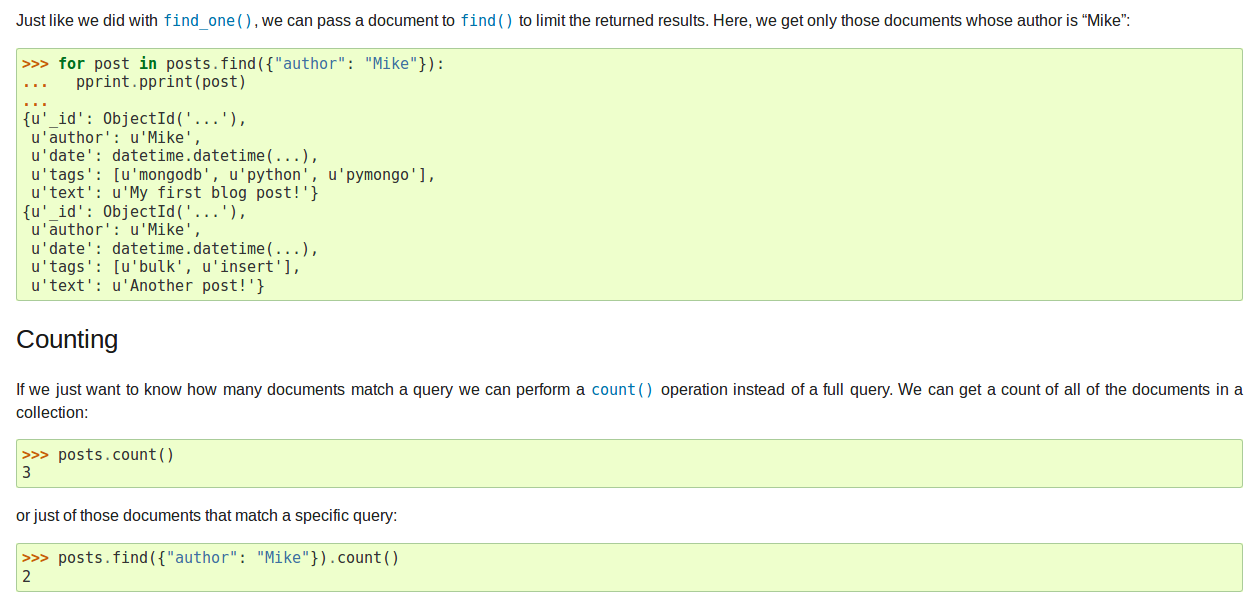 Just like we did with find_one(), we can pass a document to find() to limit the returned results. Here, we get only those documents whose author is “Mike”:
>>> for post in posts.find({"author": "Mike"}):
...   pprint.pprint(post)
...
{u'_id': ObjectId('...'),
 u'author': u'Mike',
 u'date': datetime.datetime(...),
 u'tags': [u'mongodb', u'python', u'pymongo'],
 u'text': u'My first blog post!'}
{u'_id': ObjectId('...'),
 u'author': u'Mike',
 u'date': datetime.datetime(...),
 u'tags': [u'bulk', u'insert'],
 u'text': u'Another post!'}
Counting
If we just want to know how many documents match a query we can perform a count() operation instead of a full query. We can get a count of all of the documents in a
collection:
>>> posts.count()
3
or just of those documents that match a specific query:
>>> posts.find({"author": "Mike"}).count()
2